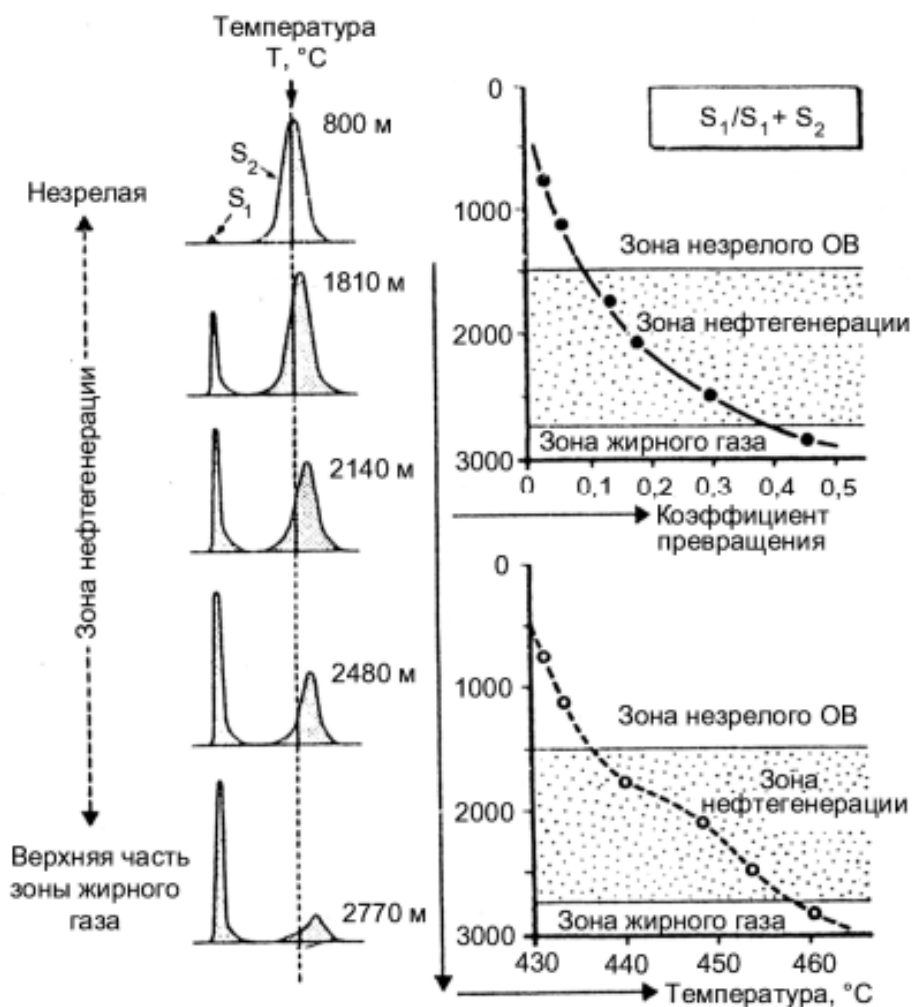 Температура
T, °C
800 м
S₂
S₁
Незрелая
1810 м
Зона нефтегенерации
2140 м
2480 м
Верхняя часть
зоны жирного
газа
2770 м
0
S₁/S₁ + S₂
1000
Зона незрелого ОВ
2000
Зона нефтегенерации
Зона жирного газа
3000
0 0,1 0,2 0,3 0,4 0,5
Коэффициент
превращения
0
1000
Зона незрелого ОВ
Зона
нефтегенерации
2000
Зона жирного газа
3000
430 440 450 460
Температура, °C